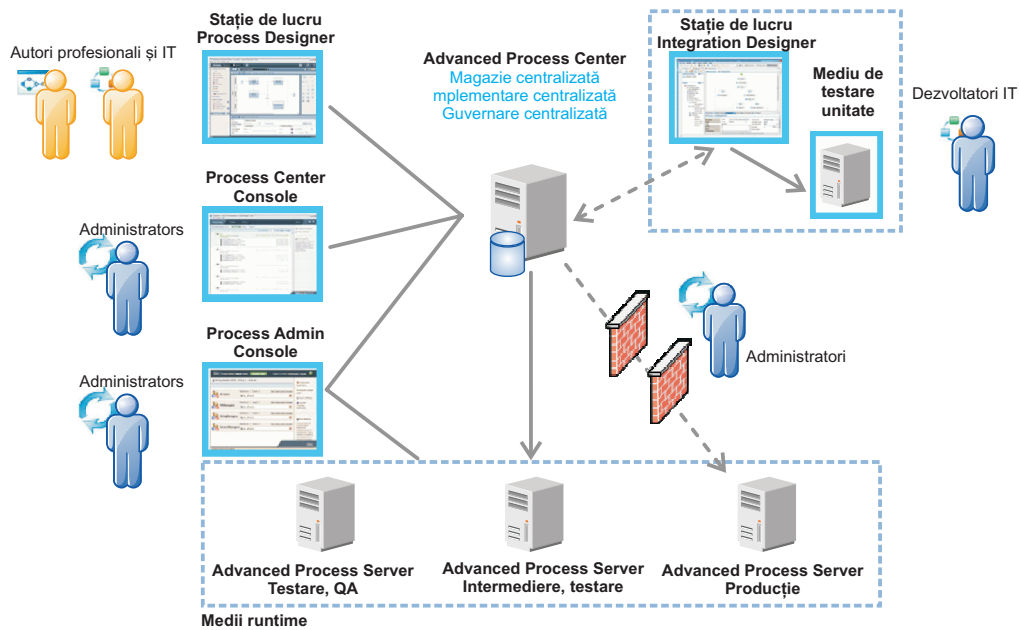 Autori profesionali și IT
Stație de lucru
Process Designer
Advanced Process Center
Magazie centralizată
mplementare centralizată
Guvernare centralizată
Stație de lucru
Integration Designer
Mediu de
testare
unitate
Dezvoltatori IT
Process Center
Console
Administrators
Process Admin
Console
Administrators
Administratori
Advanced Process Server
Testare, QA
Advanced Process Server
Intermediere, testare
Advanced Process Server
Producție
Medii runtime